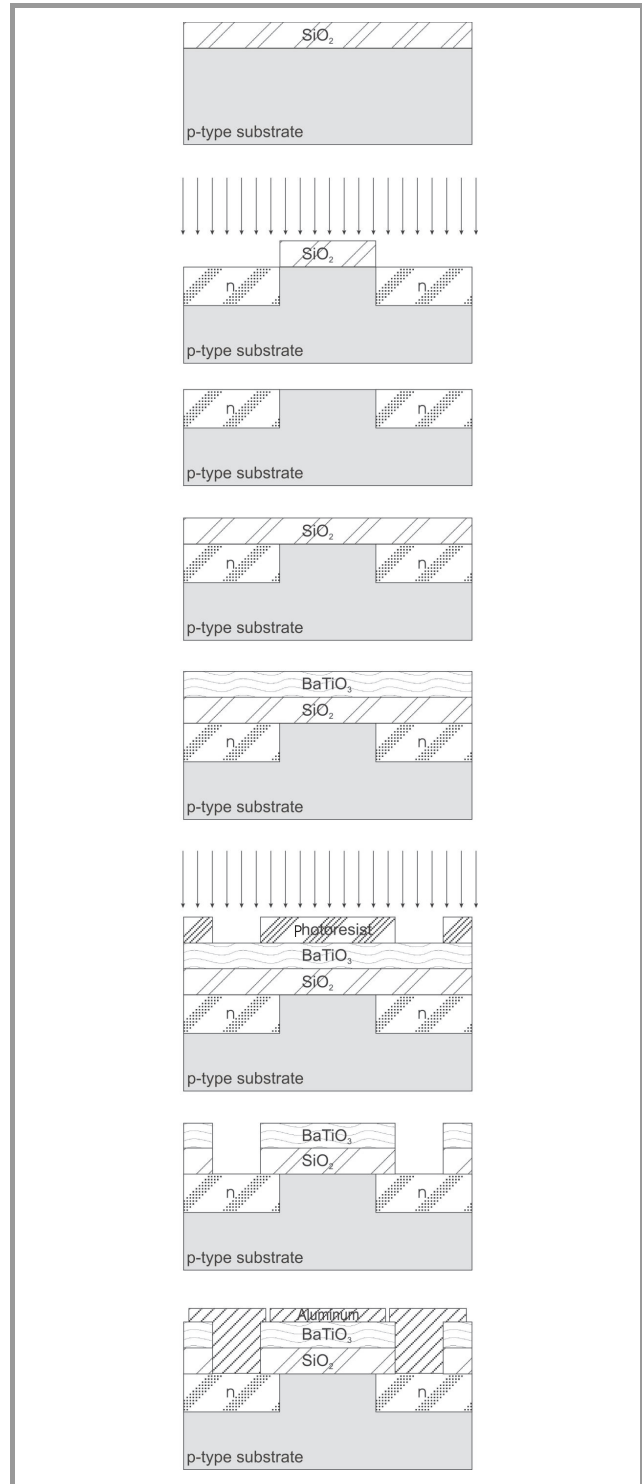 SiO₂
p-type substrate
SiO₂
n n
p-type substrate
n n
p-type substrate
SiO₂
n n
p-type substrate
BaTiO₃
SiO₂
n n
p-type substrate
Photoresist
BaTiO₃
SiO₂
n n
p-type substrate
BaTiO₃
SiO₂
n n
p-type substrate
Aluminum
BaTiO₃
SiO₂
n n
p-type substrate